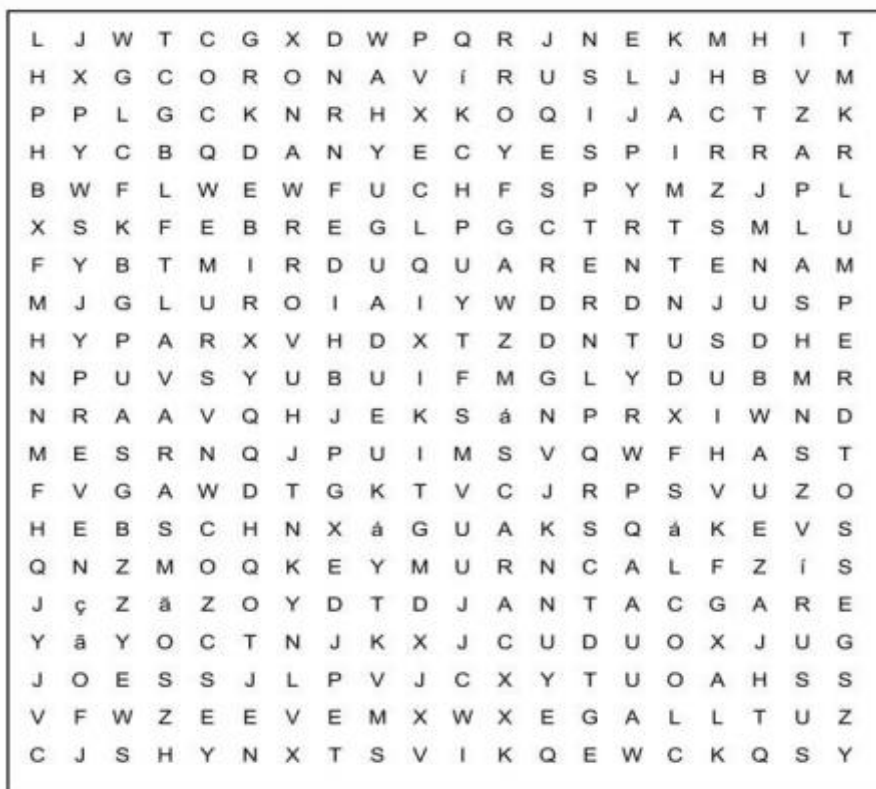 L J W T C G X D W P Q R J N E K M H I T
H X G C O R O N A V í R U S L J H B V M
P P L G C K N R H X K O Q I J A C T Z K
H Y C B Q D A N Y E C Y E S P I R R A R
B W F L W E W F U C H F S P Y M Z J P L
X S K F E B R E G L P G C T R T S M L U
F Y B T M I R D U Q U A R E N T E N A M
M J G L U R O I A I Y W D R D N J U S P
H Y P A R X V H D X T Z D N T U S D H E
N P U V S Y U B U I F M G L Y D U B M R
N R A A V Q H J E K S á N P R X I W N D
M E S R N Q J P U I M S V Q W F H A S T
F V G A W D T G K T V C J R P S V U Z O
H E B S C H N X á G U A K S Q á K E V S
Q N Z M O Q K E Y M U R N C A L F Z í S
J ç Z ã Z O Y D T D J A N T A C G A R E
Y ã Y O C T N J K X J C U D U O X J U G
J O E S S J L P V J C X Y T U O A H S S
V F W Z E E V E M X W X E G A L L T U Z
C J S H Y N X T S V I K Q E W C K Q S Y